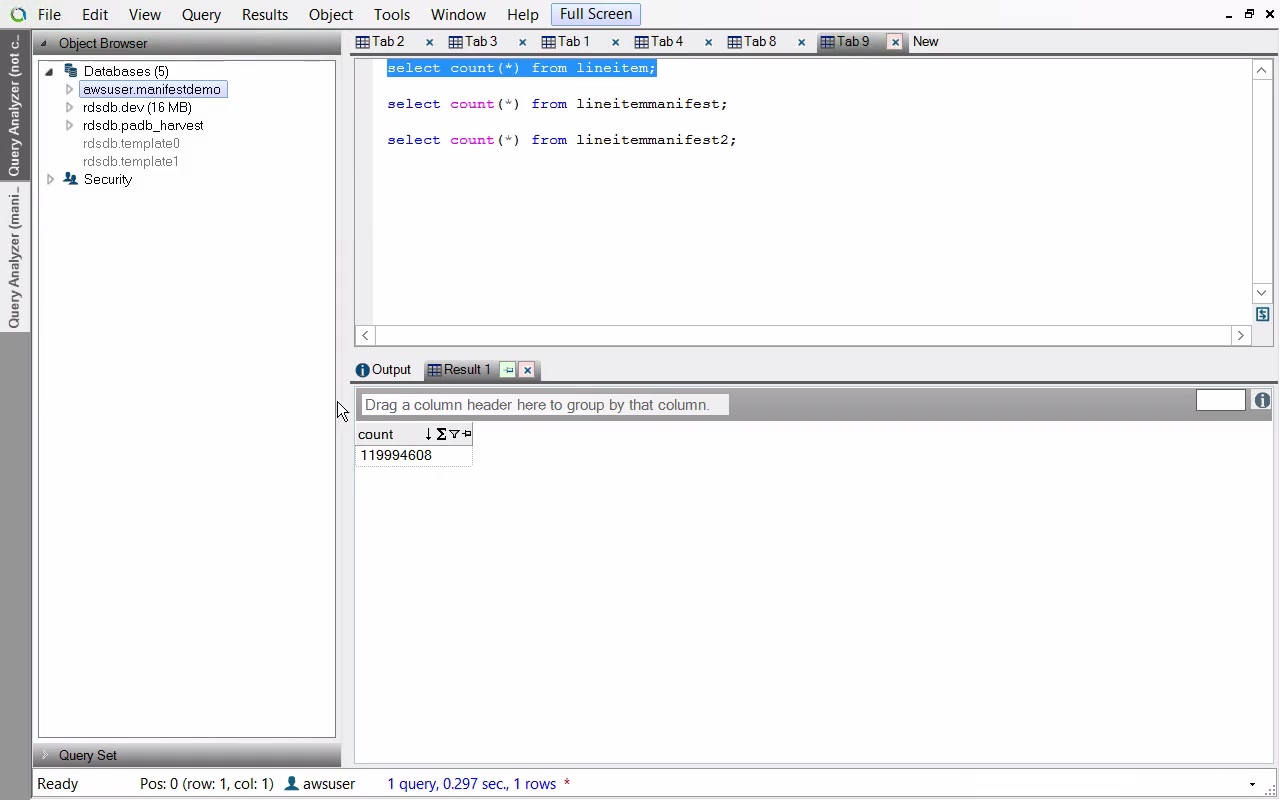 File Edit View Query Results Object Tools Window Help Full Screen
Query Analyzer (not c...
Query Analyzer (mani...
Object Browser
Databases (5)
awsuser.manifestdemo
rdsdb.dev (16 MB)
rdsdb.padb_harvest
rdsdb.template0
rdsdb.template1
Security
Query Set
Tab 2 Tab 3 Tab 1 Tab 4 Tab 8 Tab 9 New
select count(*) from lineitem;
select count(*) from lineitemmanifest;
select count(*) from lineitemmanifest2;
Output Result 1
Drag a column header here to group by that column.
count
119994608
Ready Pos: 0 (row: 1, col: 1) awsuser 1 query, 0.297 sec., 1 rows *